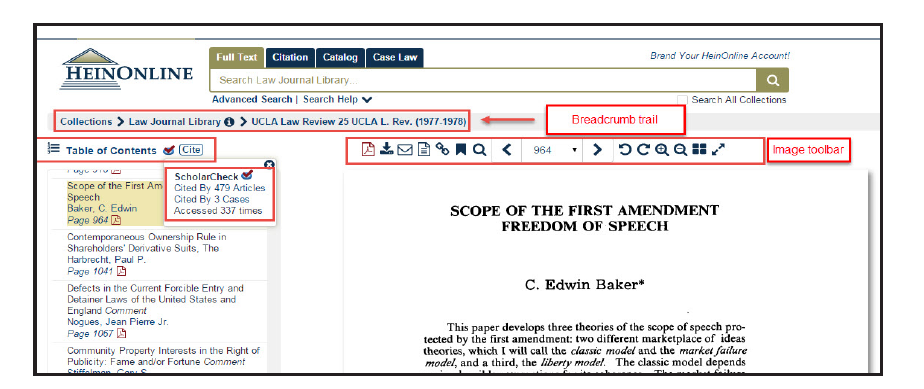 HEINONLINE
Full Text Citation Catalog Case Law
Brand Your HeinOnline Account!
Search Law Journal Library...
Advanced Search | Search Help
Search All Collections
Collections > Law Journal Library > UCLA Law Review 25 UCLA L. Rev. (1977-1978)
Breadcrumb trail
Table of Contents Cite
964
Image toolbar
ScholarCheck
Cited By 479 Articles
Cited By 3 Cases
Accessed 337 times
Scope of the First Am
Speech
Baker, C. Edwin
Page 964
Contemporaneous Ownership Rule in
Shareholders' Derivative Suits, The
Harbrecht, Paul P.
Page 1041
Defects in the Current Forcible Entry and
Detainer Laws of the United States and
England Comment
Nogues, Jean Pierre Jr.
Page 1067
Community Property Interests in the Right of
Publicity: Fame and/or Fortune Comment
SCOPE OF THE FIRST AMENDMENT
FREEDOM OF SPEECH
C. Edwin Baker*
This paper develops three theories of the scope of speech pro-
tected by the first amendment: two different marketplace of ideas
theories, which I will call the classic model and the market failure
model, and a third, the liberty model. The classic model depends